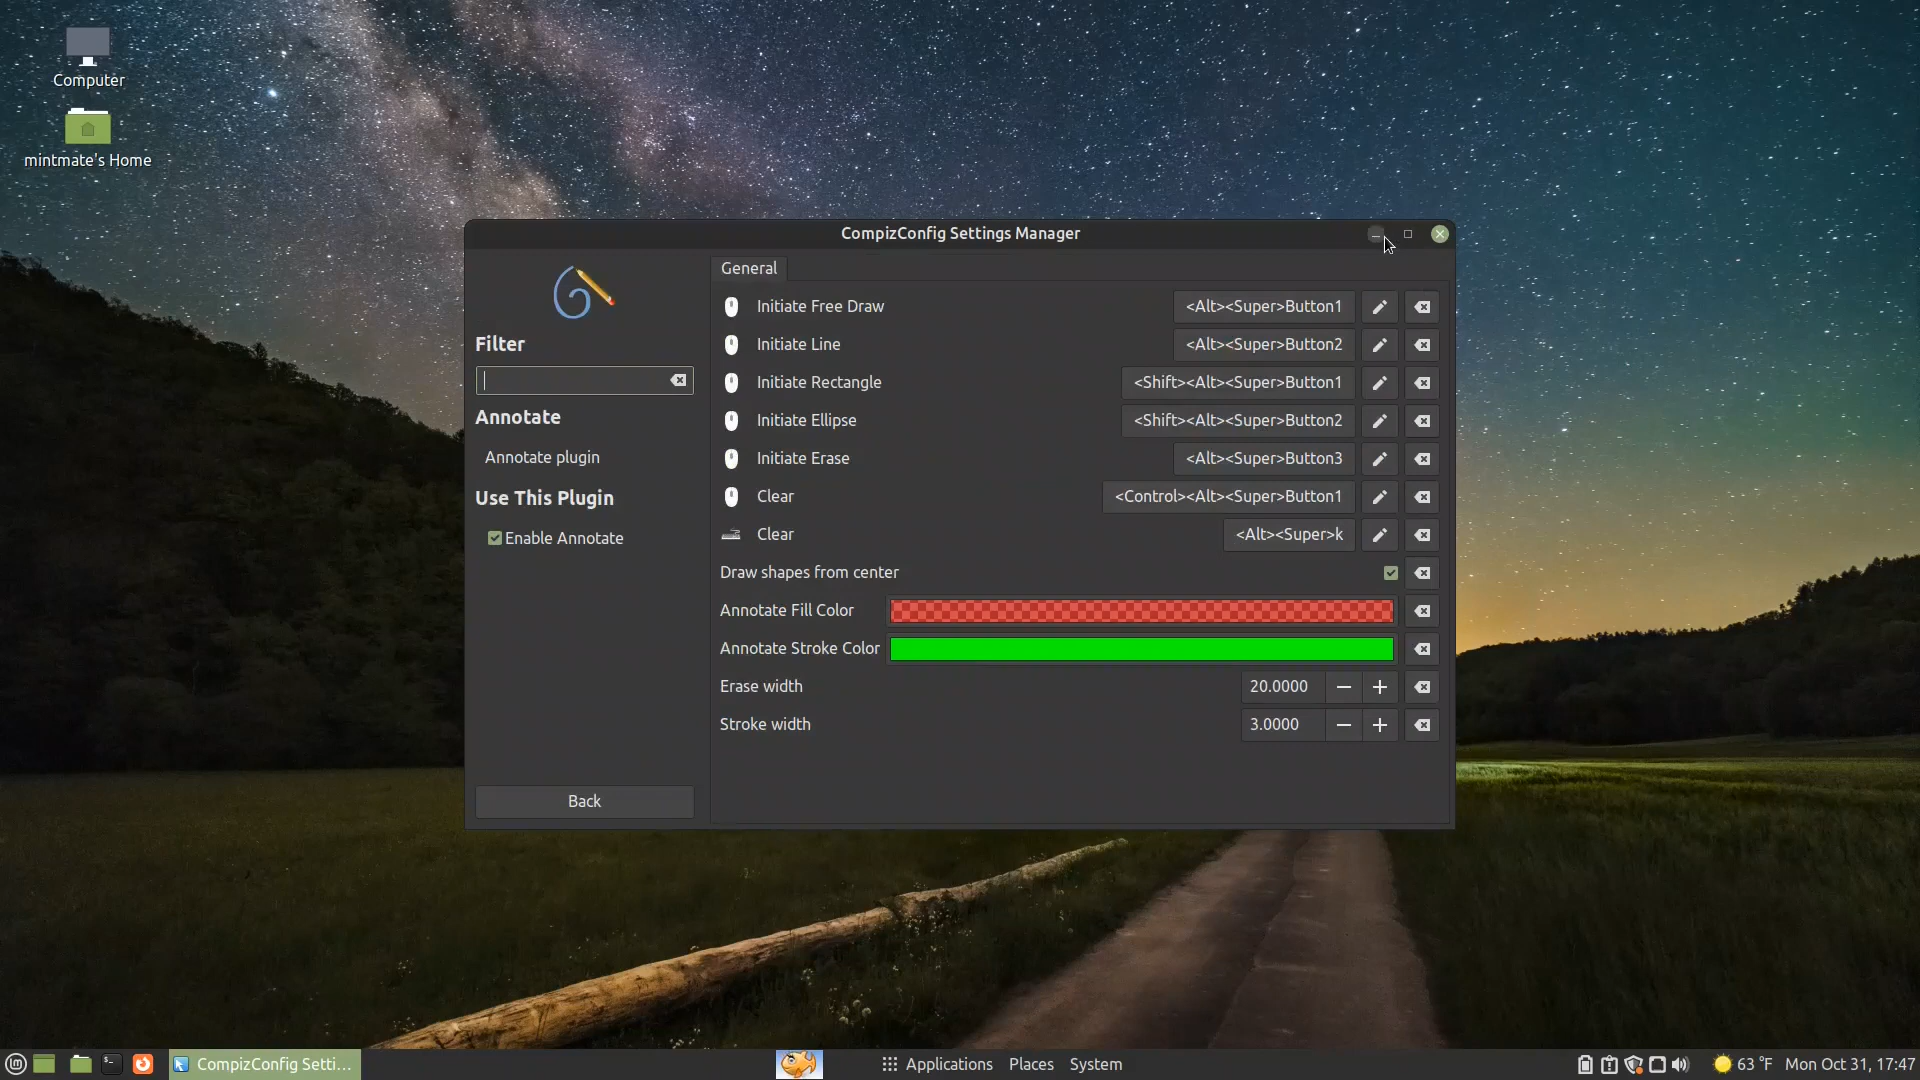 Computer
mintmate's Home
CompizConfig Settings Manager
Filter
Annotate
Annotate plugin
Use This Plugin
Enable Annotate
Back
General
Initiate Free Draw <Alt><Super>Button1
Initiate Line <Alt><Super>Button2
Initiate Rectangle <Shift><Alt><Super>Button1
Initiate Ellipse <Shift><Alt><Super>Button2
Initiate Erase <Alt><Super>Button3
Clear <Control><Alt><Super>Button1
Clear <Alt><Super>k
Draw shapes from center
Annotate Fill Color
Annotate Stroke Color
Erase width 20.0000
Stroke width 3.0000
CompizConfig Setti... Applications Places System 63 °F Mon Oct 31, 17:47